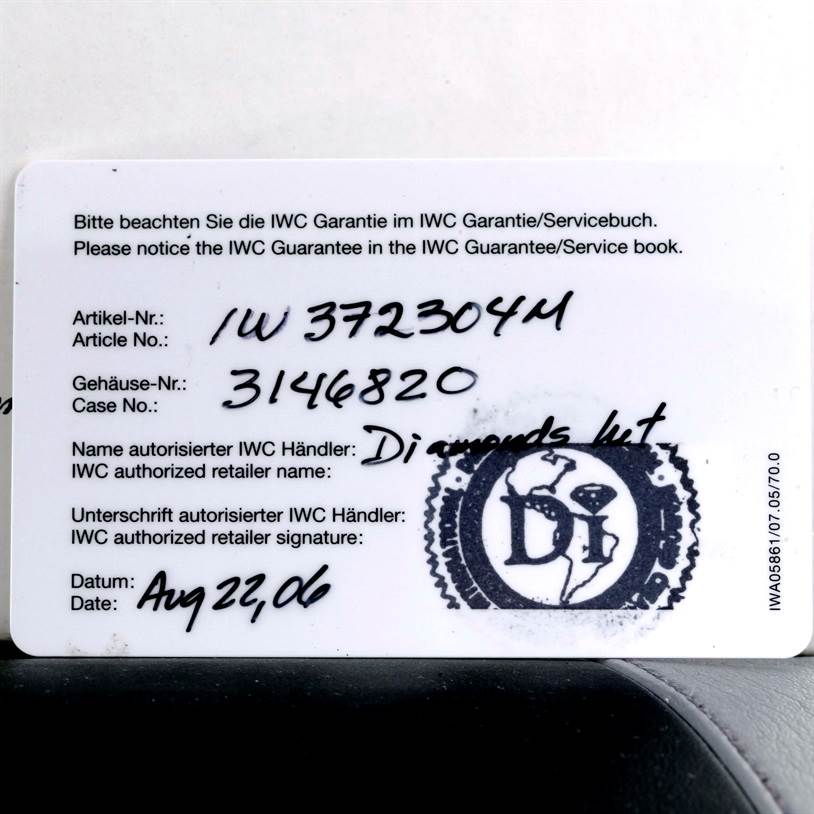 Bitte beachten Sie die IWC Garantie im IWC Garantie/Servicebuch.
Please notice the IWC Guarantee in the IWC Guarantee/Service book.
Artikel-Nr.: IW 372304M
Article No.:
Gehäuse-Nr.: 3146820
Case No.:
Name autorisierter IWC Händler: Diamonds Int.
IWC authorized retailer name:
Unterschrift autorisierter IWC Händler:
IWC authorized retailer signature:
Datum: Aug 22, 06
Date:
Di
IWA05861/07.05/70.0